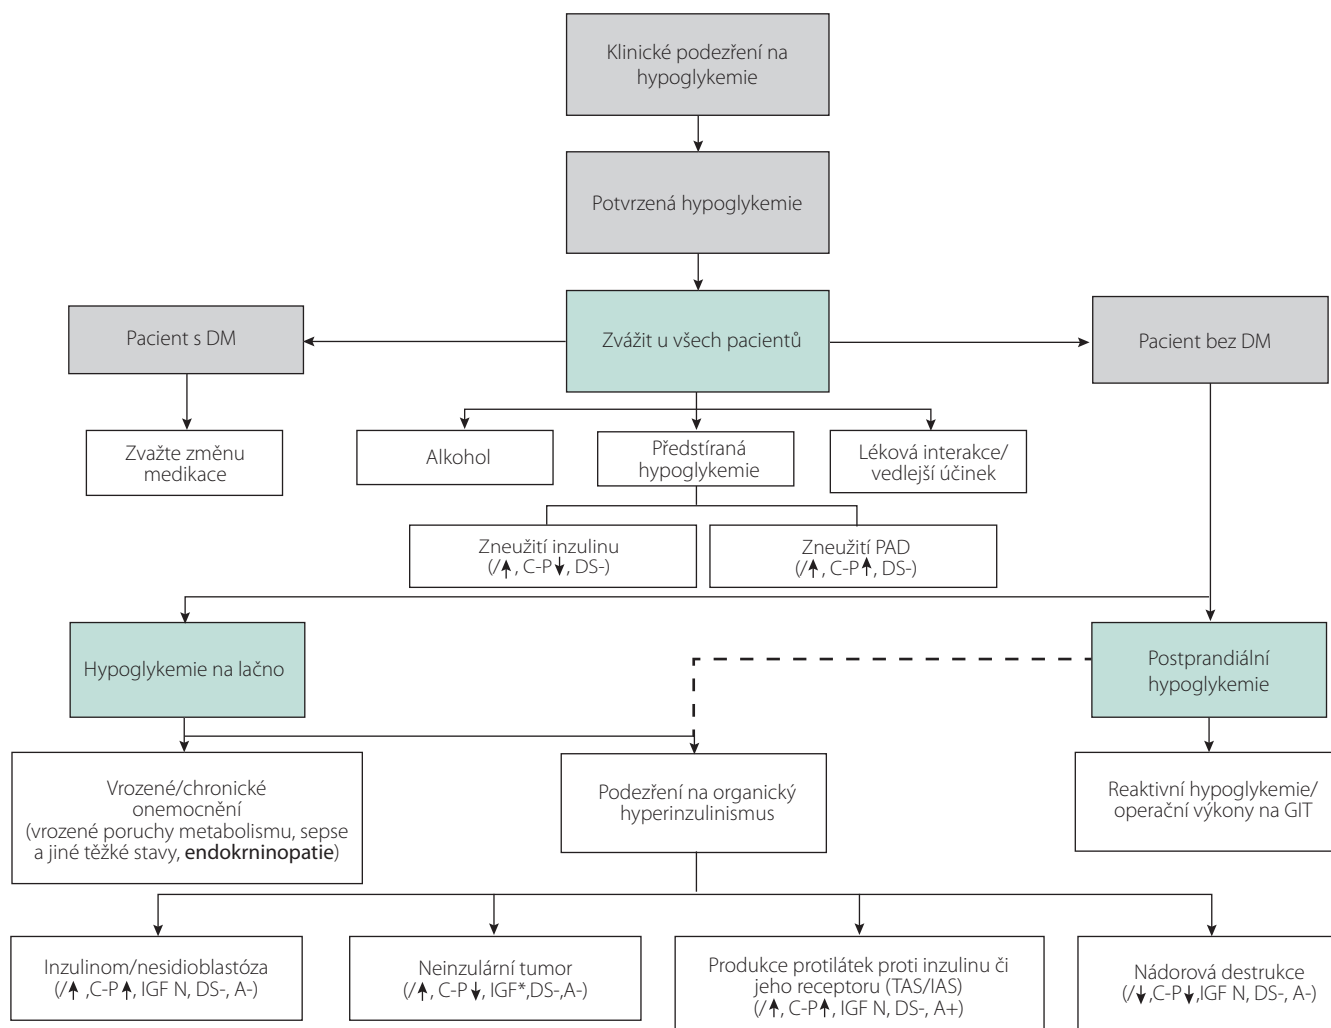 Klinické podezření na
hypoglykemie
Potvrzená hypoglykemie
Pacient s DM
Zvážit u všech pacientů
Pacient bez DM
Zvažte změnu
medikace
Alkohol
Předstíraná
hypoglykemie
Léková interakce/
vedlejší účinek
Zneužití inzulinu
(/↑, C-P↓, DS-)
Zneužití PAD
(/↑, C-P↑, DS-)
Hypoglykemie na lačno
Postprandiální
hypoglykemie
Vrozené/chronické
onemocnění
(vrozené poruchy metabolismu, sepse
a jiné těžké stavy, endokrninopatie)
Podezření na organický
hyperinzulinismus
Reaktivní hypoglykemie/
operační výkony na GIT
Inzulinom/nesidioblastóza
(/↑ ,C-P↑, IGF N, DS-, A-)
Neinzulární tumor
(/↑, C-P↓, IGF*,DS-,A-)
Produkce protilátek proti inzulinu či
jeho receptoru (TAS/IAS)
(/↑, C-P↑, IGF N, DS-, A+)
Nádorová destrukce
(/↓,C-P↓,IGF N, DS-, A-)